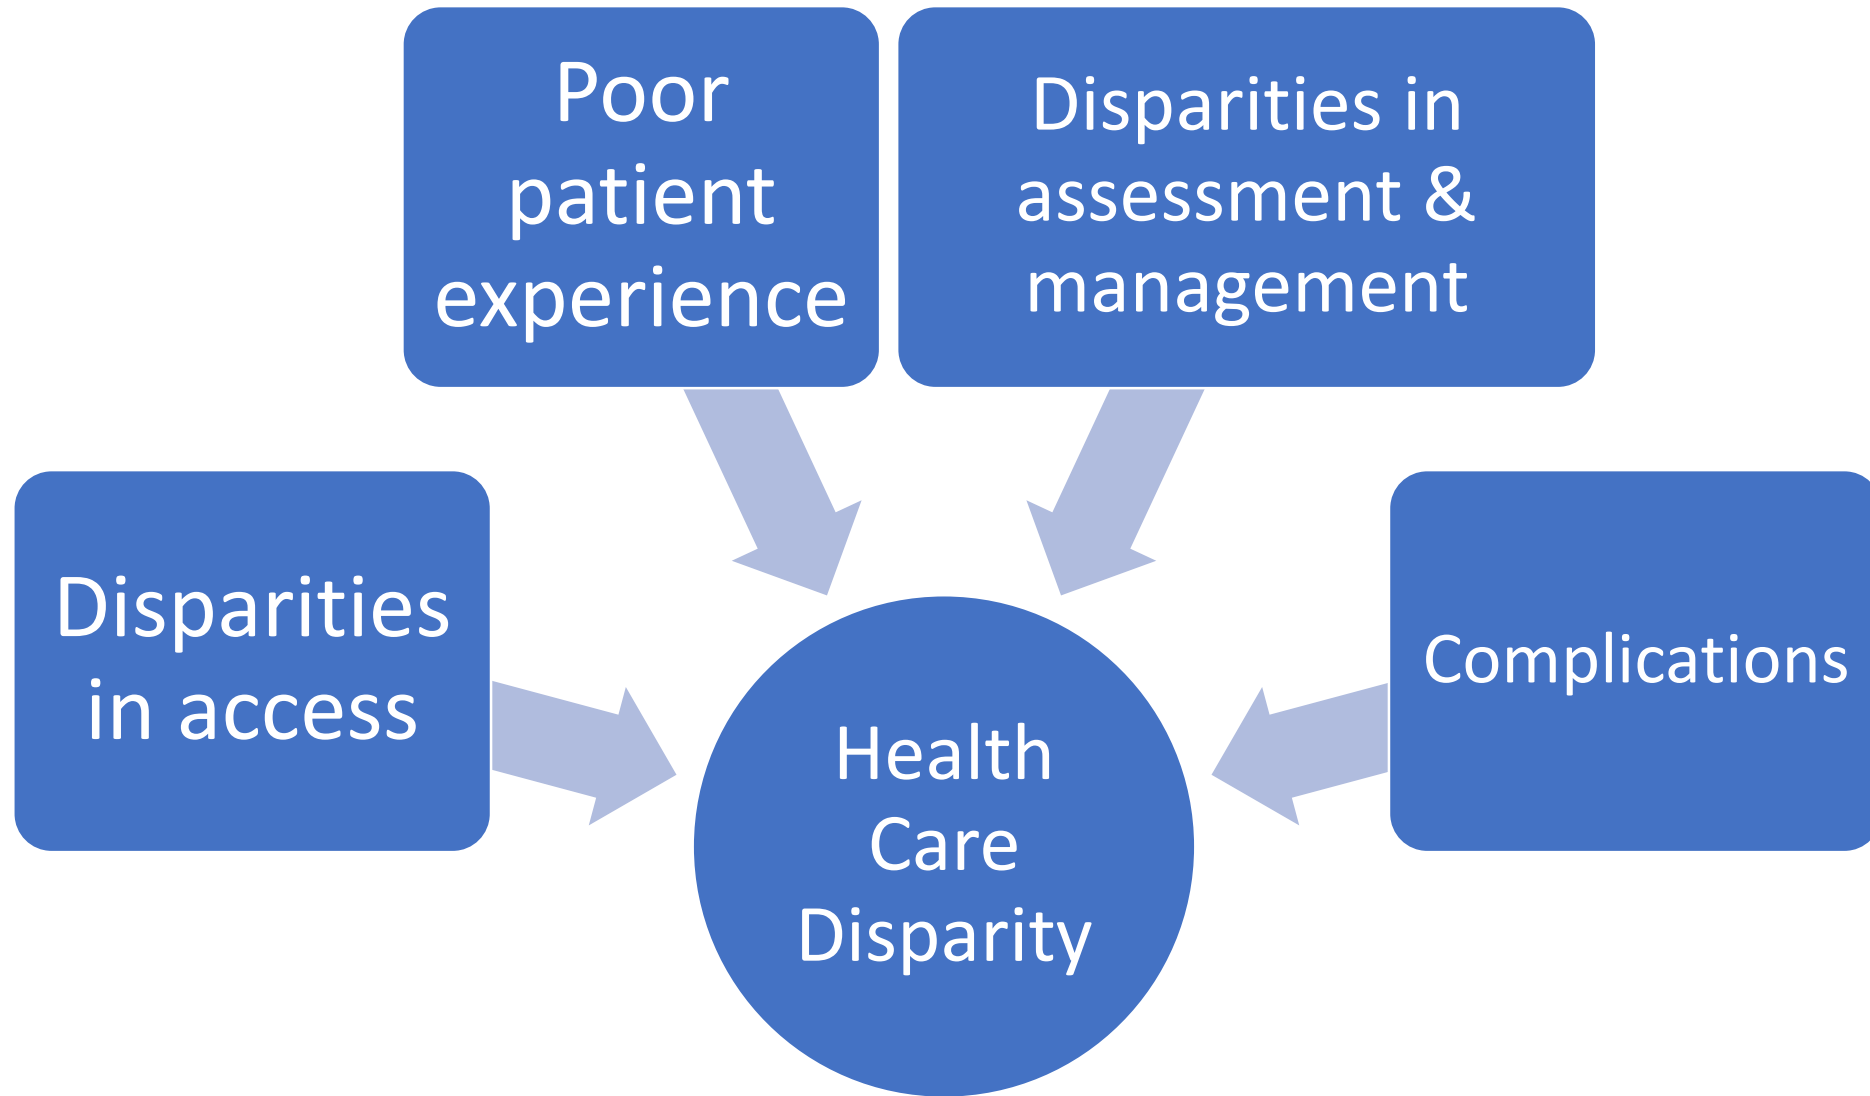 Poor
patient
experience
Disparities in
assessment &
management
Disparities
in access
Complications
Health
Care
Disparity